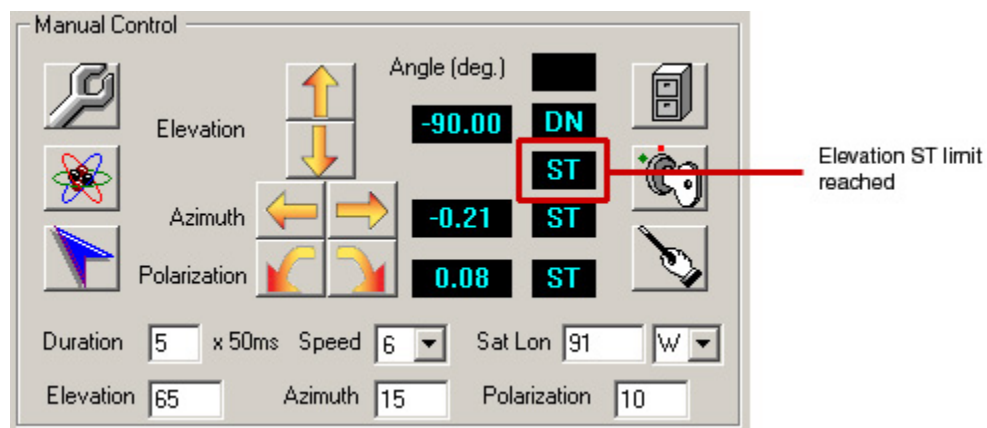 Manual Control
Angle (deg.)
Elevation -90.00 DN
ST
Elevation ST limit
reached
Azimuth -0.21 ST
Polarization 0.08 ST
Duration 5 x 50ms Speed 6 Sat Lon 91 W
Elevation 65 Azimuth 15 Polarization 10